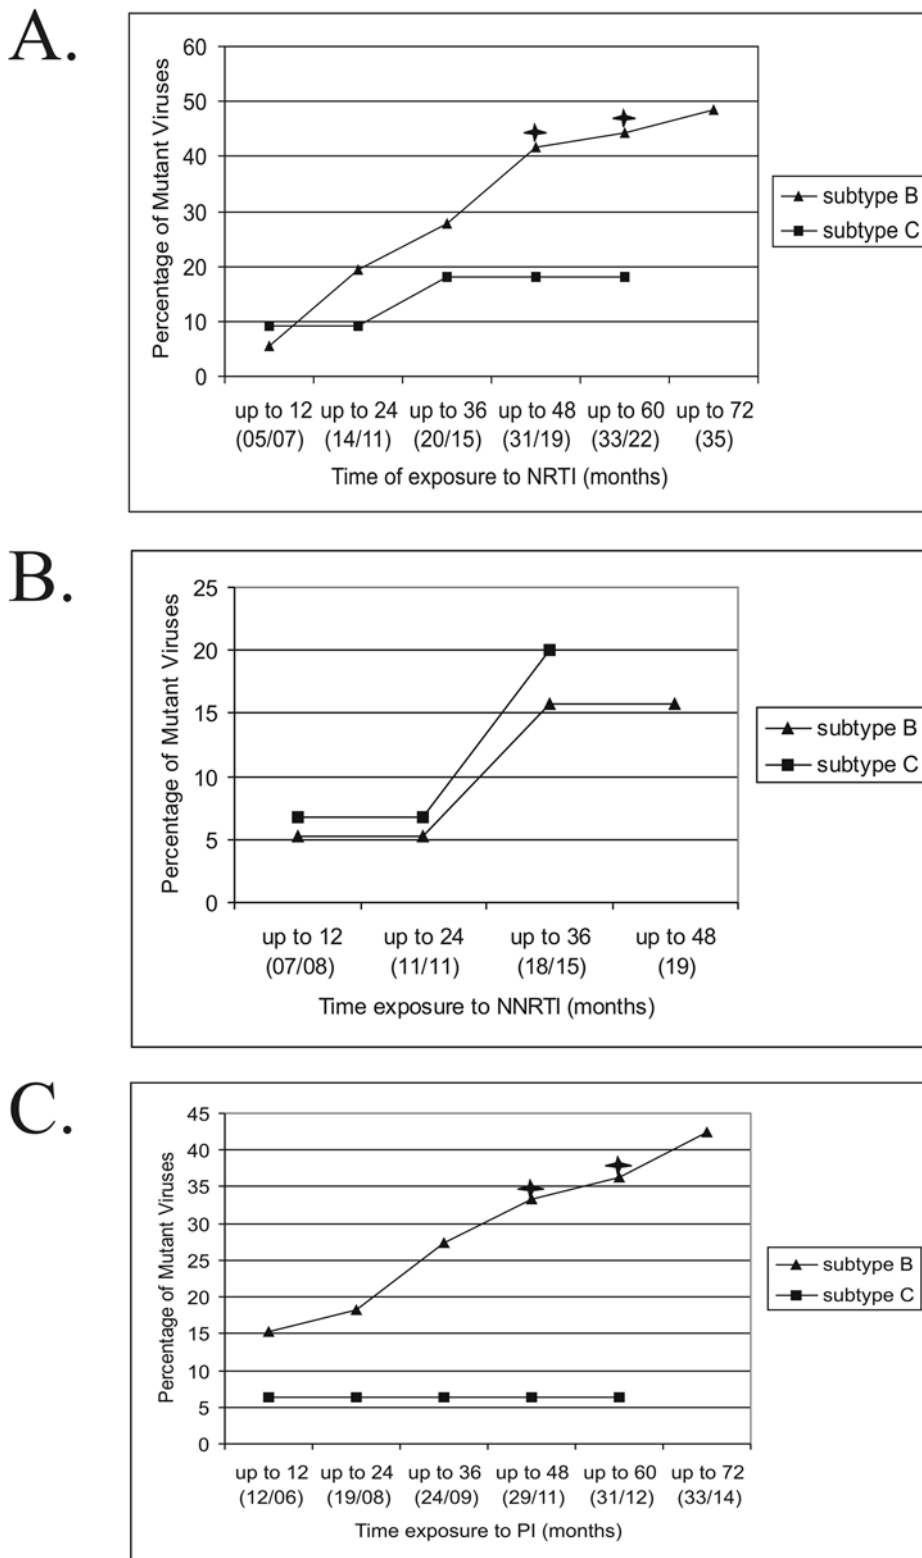 A.
60
50
40
30
20
10
0
Percentage of Mutant Viruses
up to 12 up to 24 up to 36 up to 48 up to 60 up to 72
(05/07) (14/11) (20/15) (31/19) (33/22) (35)
Time of exposure to NRTI (months)
subtype B
subtype C
B.
25
20
15
10
5
0
Percentage of Mutant Viruses
up to 12 up to 24 up to 36 up to 48
(07/08) (11/11) (18/15) (19)
Time exposure to NNRTI (months)
subtype B
subtype C
C.
45
40
35
30
25
20
15
10
5
0
Percentage of Mutant Viruses
up to 12 up to 24 up to 36 up to 48 up to 60 up to 72
(12/06) (19/08) (24/09) (29/11) (31/12) (33/14)
Time exposure to PI (months)
subtype B
subtype C